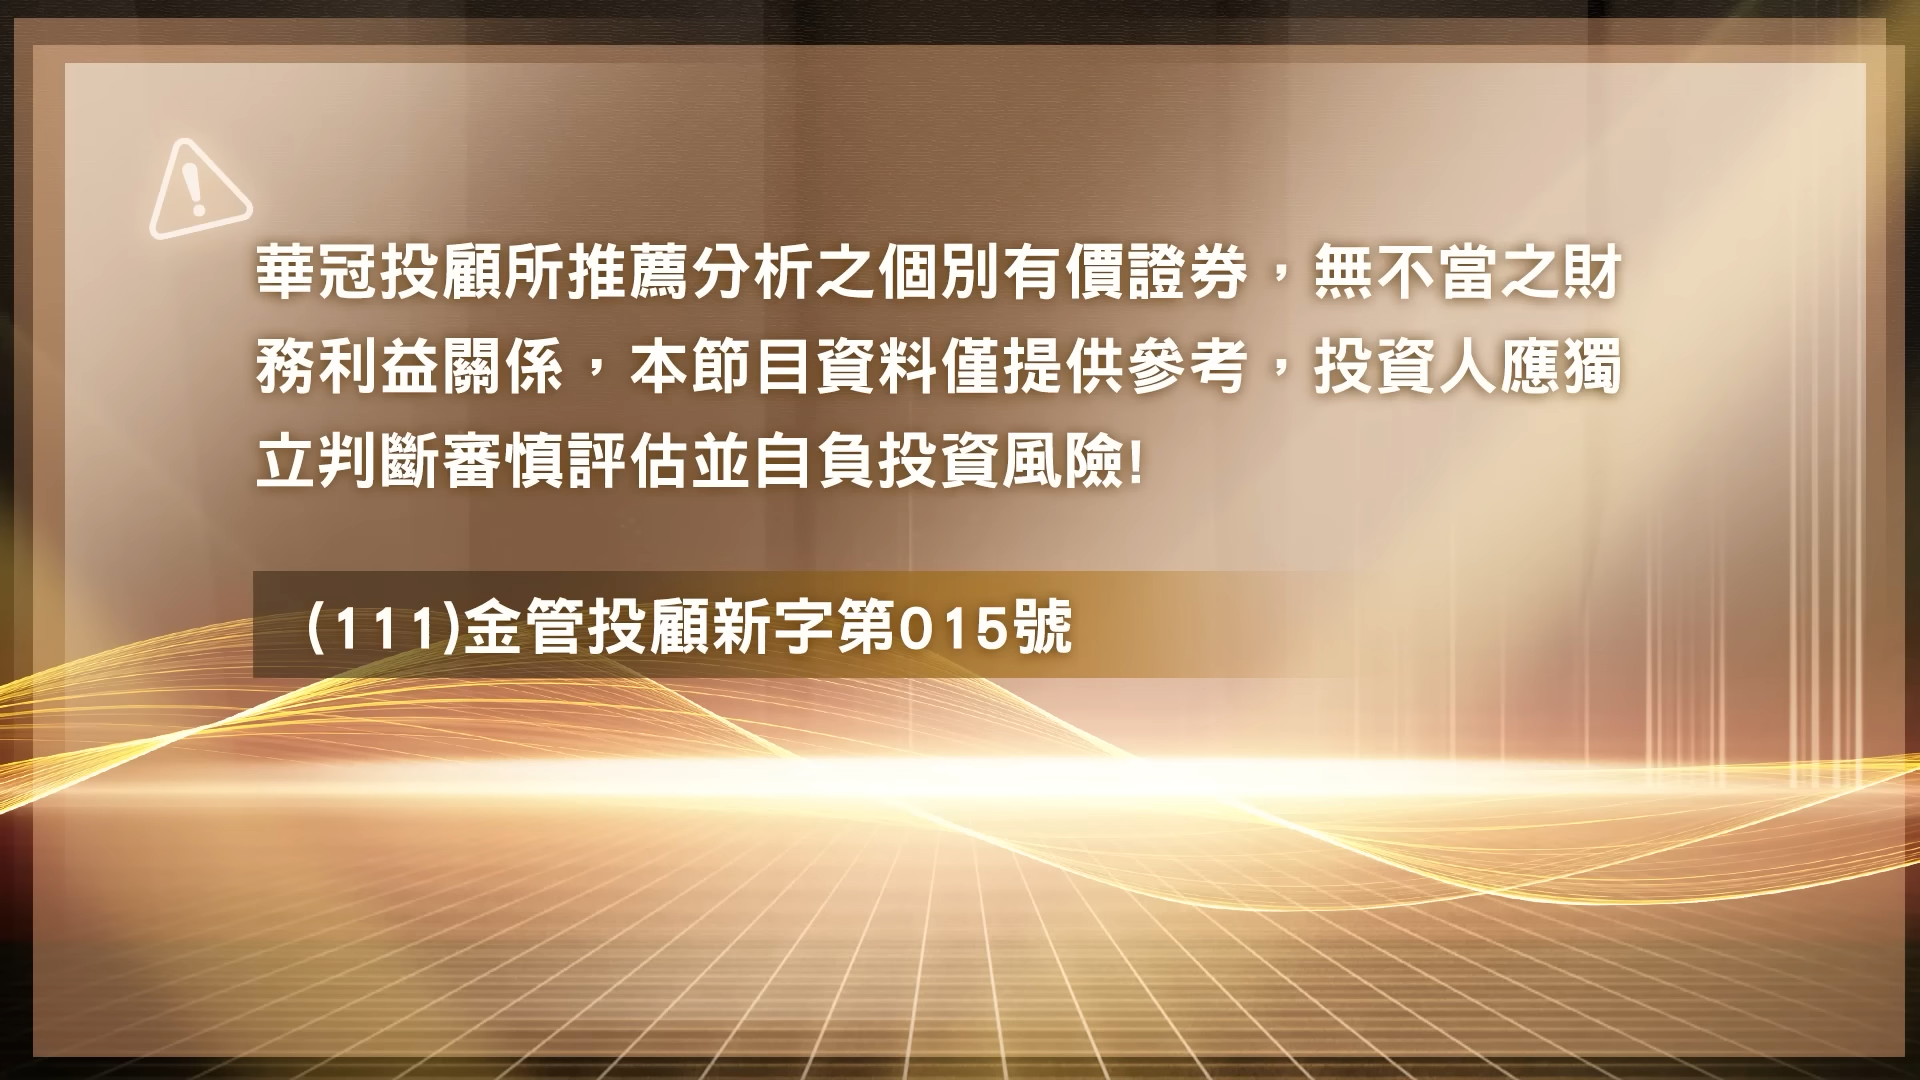 華冠投顧所推薦分析之個別有價證券，無不當之財
務利益關係，本節目資料僅提供參考，投資人應獨
立判斷審慎評估並自負投資風險!
(111)金管投顧新字第015號